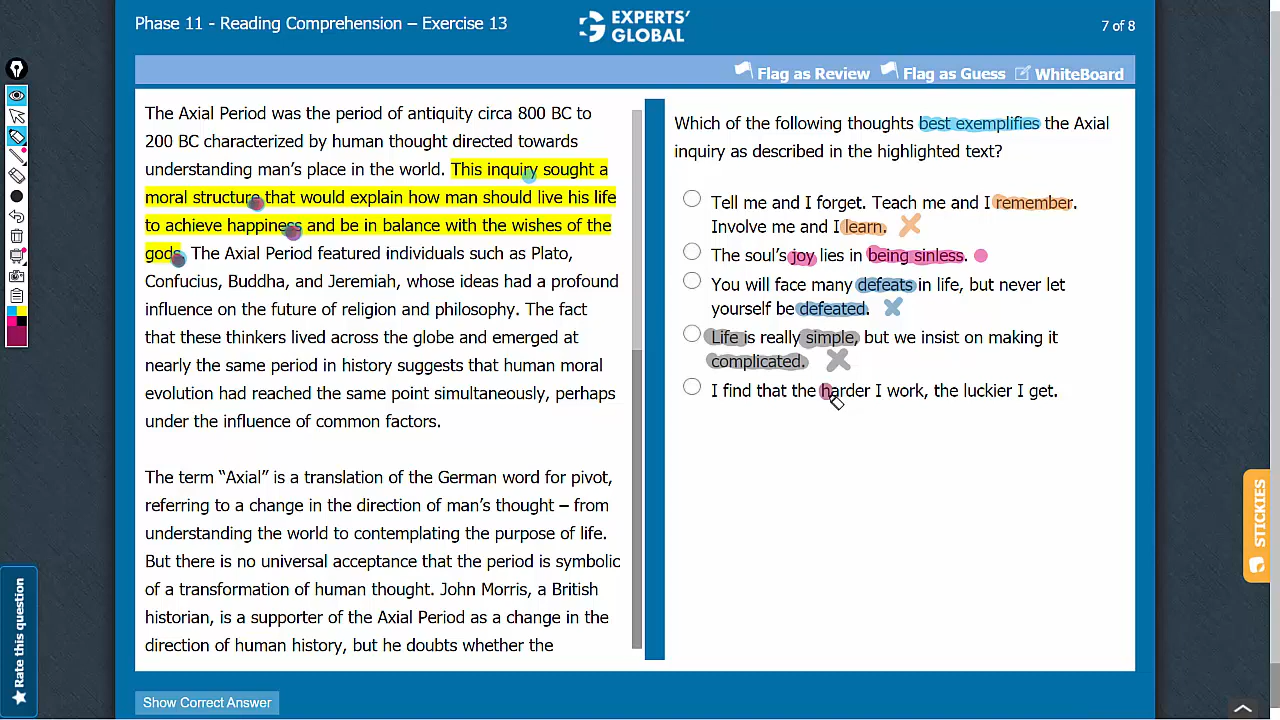 Phase 11 - Reading Comprehension – Exercise 13
EXPERTS'
GLOBAL
7 of 8
Flag as Review
Flag as Guess
WhiteBoard
The Axial Period was the period of antiquity circa 800 BC to
200 BC characterized by human thought directed towards
understanding man's place in the world. This inquiry sought a
moral structure that would explain how man should live his life
to achieve happiness and be in balance with the wishes of the
gods. The Axial Period featured individuals such as Plato,
Confucius, Buddha, and Jeremiah, whose ideas had a profound
influence on the future of religion and philosophy. The fact
that these thinkers lived across the globe and emerged at
nearly the same period in history suggests that human moral
evolution had reached the same point simultaneously, perhaps
under the influence of common factors.
The term “Axial” is a translation of the German word for pivot,
referring to a change in the direction of man's thought – from
understanding the world to contemplating the purpose of life.
But there is no universal acceptance that the period is symbolic
of a transformation of human thought. John Morris, a British
historian, is a supporter of the Axial Period as a change in the
direction of human history, but he doubts whether the
Which of the following thoughts best exemplifies the Axial
inquiry as described in the highlighted text?
Tell me and I forget. Teach me and I remember.
Involve me and I learn.
The soul's joy lies in being sinless.
You will face many defeats in life, but never let
yourself be defeated.
Life is really simple, but we insist on making it
complicated.
I find that the harder I work, the luckier I get.
STICKIES
Rate this question
Show Correct Answer